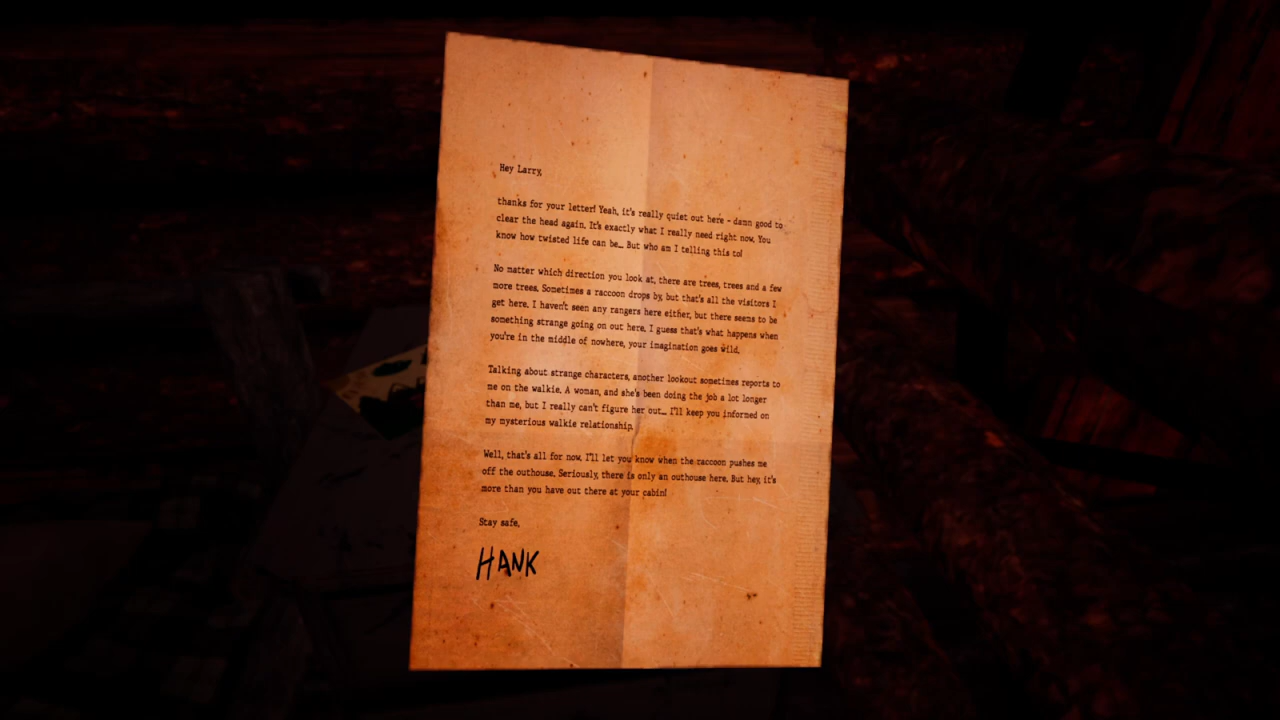 Hey Larry,
thanks for your letter! Yeah, it's really quiet out here - damn good to
clear the head again. It's exactly what I really need right now. You
know how twisted life can be... But who am I telling this to!
No matter which direction you look at, there are trees, trees and a few
more trees. Sometimes a raccoon drops by, but that's all the visitors I
get here. I haven't seen any rangers here either, but there seems to be
something strange going on out here. I guess that's what happens when
you're in the middle of nowhere, your imagination goes wild.
Talking about strange characters, another lookout sometimes reports to
me on the walkie. A woman, and she's been doing the job a lot longer
than me, but I really can't figure her out... I'll keep you informed on
my mysterious walkie relationship.
Well, that's all for now. I'll let you know when the raccoon pushes me
off the outhouse. Seriously, there is only an outhouse here. But hey, it's
more than you have out there at your cabin!
Stay safe,
HANK